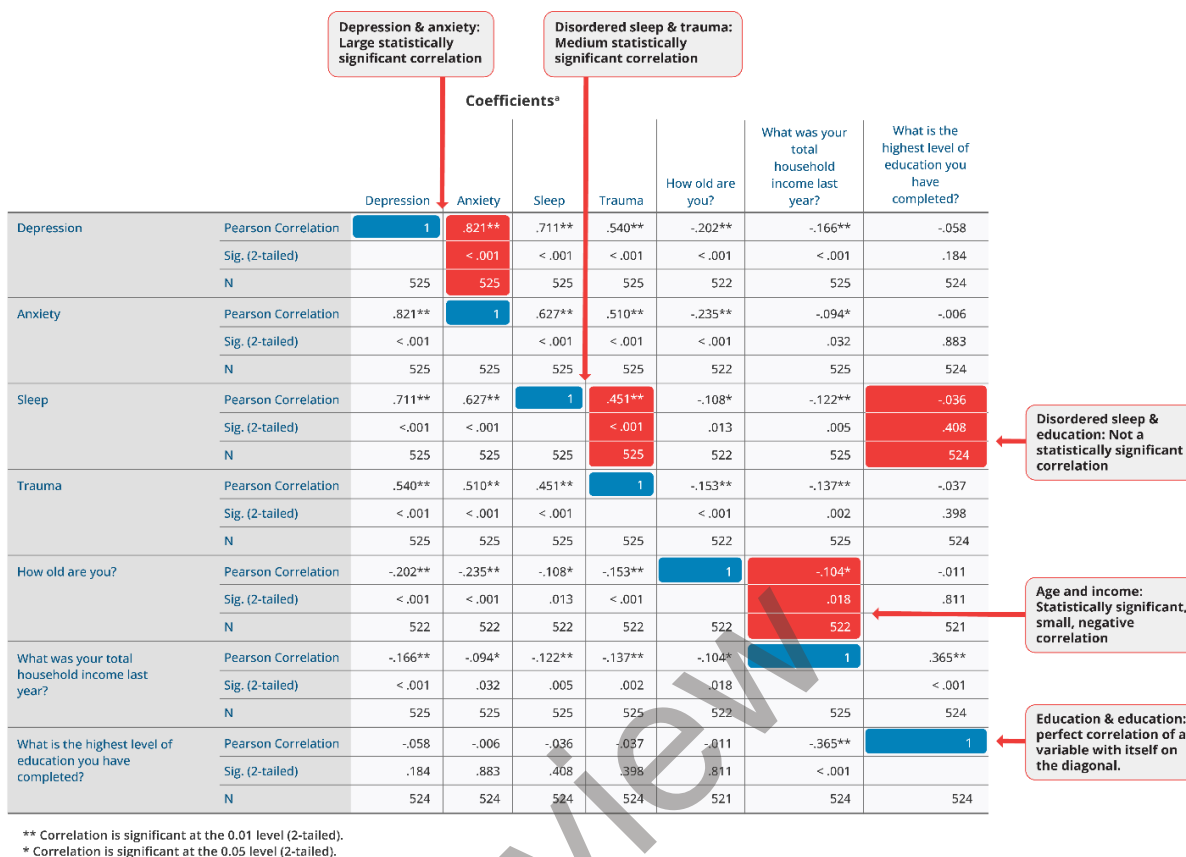 Depression & anxiety:
Large statistically
significant correlation
Disordered sleep & trauma:
Medium statistically
significant correlation
Coefficientsᵃ
Depression Anxiety Sleep Trauma How old are you? What was your total household income last year? What is the highest level of education you have completed?
Depression Pearson Correlation 1 .821** .711** .540** -.202** -.166** -.058
Sig. (2-tailed) < .001 < .001 < .001 < .001 < .001 .184
N 525 525 525 525 522 525 524
Anxiety Pearson Correlation .821** 1 .627** .510** -.235** -.094* -.006
Sig. (2-tailed) < .001 < .001 < .001 < .001 .032 .883
N 525 525 525 525 522 525 524
Sleep Pearson Correlation .711** .627** 1 .451** -.108* -.122** -.036
Sig. (2-tailed) <.001 <.001 < .001 .013 .005 .408
N 525 525 525 525 522 525 524
Disordered sleep &
education: Not a
statistically significant
correlation
Trauma Pearson Correlation .540** .510** .451** 1 -.153** -.137** -.037
Sig. (2-tailed) < .001 < .001 < .001 < .001 .002 .398
N 525 525 525 525 522 525 524
How old are you? Pearson Correlation -.202** -.235** -.108* -.153** 1 -.104* -.011
Sig. (2-tailed) < .001 < .001 .013 < .001 .018 .811
N 522 522 522 522 522 522 521
Age and income:
Statistically significant,
small, negative
correlation
What was your total household income last year? Pearson Correlation -.166** -.094* -.122** -.137** -.104* 1 .365**
Sig. (2-tailed) < .001 .032 .005 .002 .018 < .001
N 525 525 525 525 522 525 524
What is the highest level of education you have completed? Pearson Correlation -.058 -.006 -.036 -.037 -.011 -.365** 1
Sig. (2-tailed) .184 .883 .408 .398 .811 < .001
N 524 524 524 524 521 524 524
Education & education:
perfect correlation of a
variable with itself on
the diagonal.
** Correlation is significant at the 0.01 level (2-tailed).
* Correlation is significant at the 0.05 level (2-tailed).
view